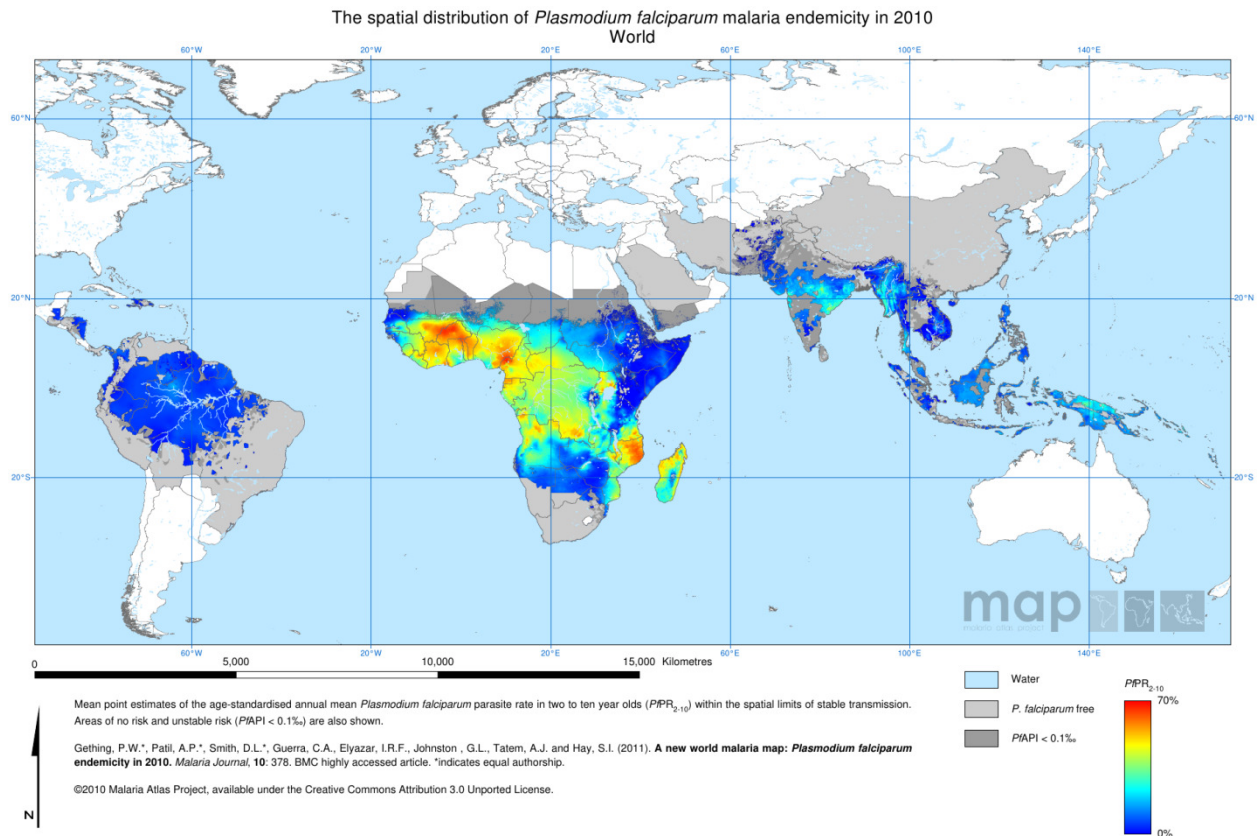 The spatial distribution of Plasmodium falciparum malaria endemicity in 2010
World
60°W 20°W 20°E 60°E 100°E 140°E
60°N 60°N
20°N 20°N
20°S 20°S
map
malaria atlas project
60°W 20°W 20°E 60°E 100°E 140°E
0 5,000 10,000 15,000 Kilometres
Water
P. falciparum free
PfAPI < 0.1‰
PfPR2-10
70%
0%
Mean point estimates of the age-standardised annual mean Plasmodium falciparum parasite rate in two to ten year olds (PfPR2-10) within the spatial limits of stable transmission.
Areas of no risk and unstable risk (PfAPI < 0.1‰) are also shown.
Gething, P.W.*, Patil, A.P.*, Smith, D.L.*, Guerra, C.A., Elyazar, I.R.F., Johnston , G.L., Tatem, A.J. and Hay, S.I. (2011). A new world malaria map: Plasmodium falciparum
endemicity in 2010. Malaria Journal, 10: 378. BMC highly accessed article. *indicates equal authorship.
©2010 Malaria Atlas Project, available under the Creative Commons Attribution 3.0 Unported License.
N